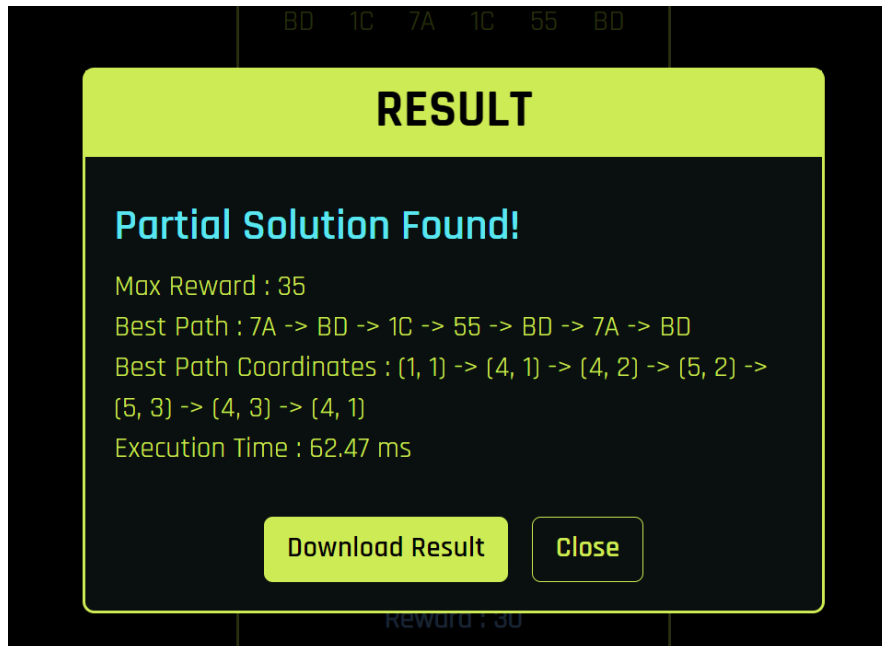 BD 1C 7A 1C 55 BD
RESULT
Partial Solution Found!
Max Reward : 35
Best Path : 7A -> BD -> 1C -> 55 -> BD -> 7A -> BD
Best Path Coordinates : (1, 1) -> (4, 1) -> (4, 2) -> (5, 2) ->
(5, 3) -> (4, 3) -> (4, 1)
Execution Time : 62.47 ms
Download Result Close
Reward : 30